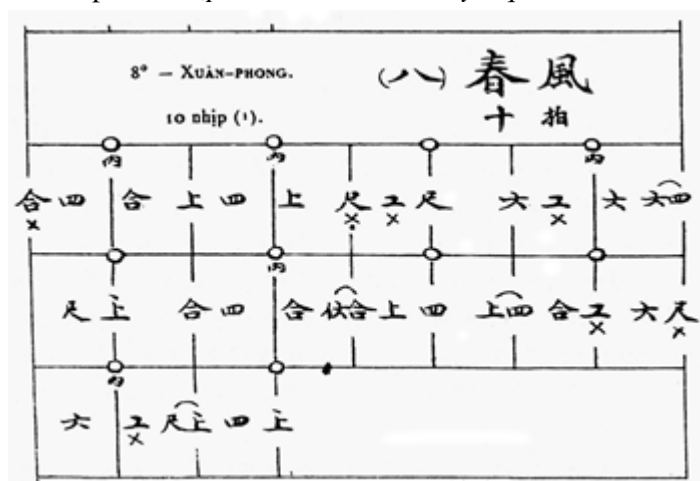 8° — XUÂN-PHONG. (八) 春風
10 nhịp (1). 十拍
合四 合 上四 上 尺工尺 六工 六六四
尺上 合四 合 合上四 上四合工 六尺
六 工尺上四上